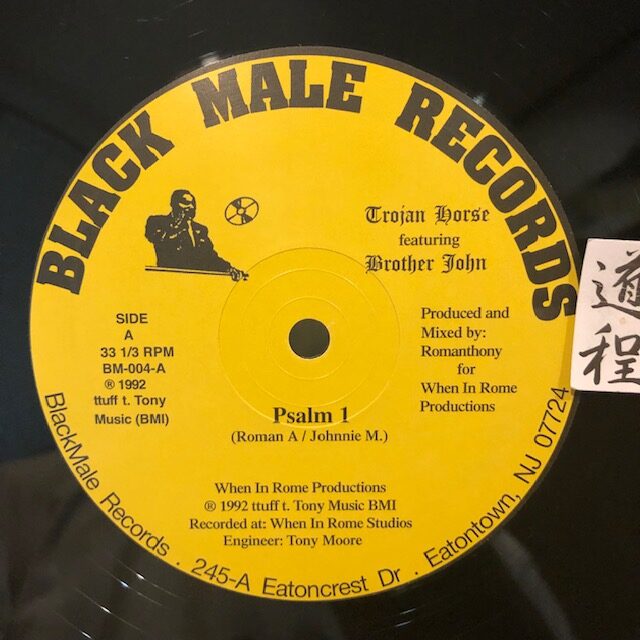 BLACK MALE RECORDS
Trojan Horse
featuring
Brother John
SIDE
A
33 1/3 RPM
BM-004-A
℗ 1992
ttuff t. Tony
Music (BMI)
Produced and
Mixed by:
Romanthony
for
When In Rome
Productions
Psalm 1
(Roman A / Johnnie M.)
When In Rome Productions
℗ 1992 ttuff t. Tony Music BMI
Recorded at: When In Rome Studios
Engineer: Tony Moore
BlackMale Records . 245-A Eatoncrest Dr . Eatontown, NJ 07724
道
程